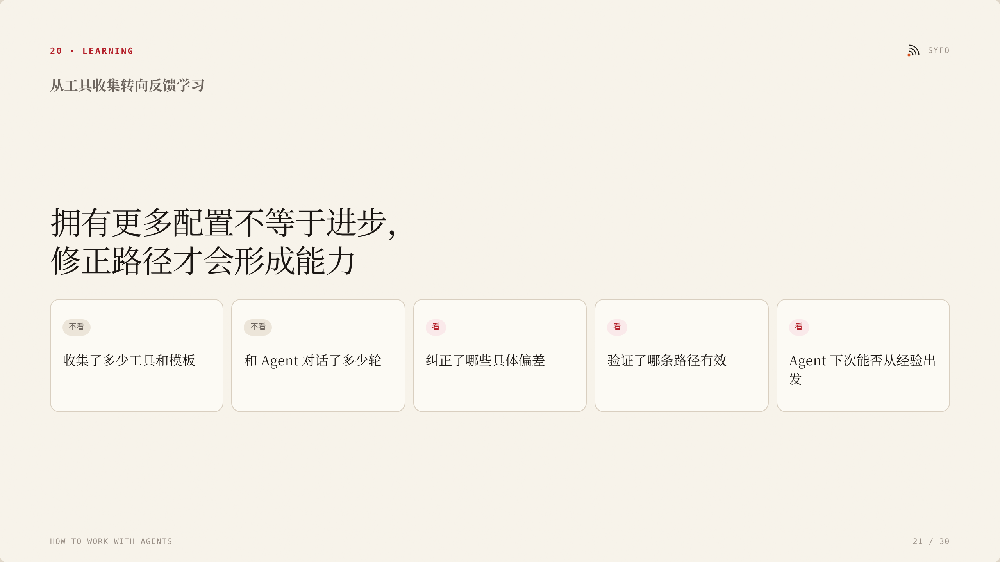 20 · LEARNING
SYFO
从工具收集转向反馈学习
拥有更多配置不等于进步，
修正路径才会形成能力
不看
收集了多少工具和模板
不看
和 Agent 对话了多少轮
看
纠正了哪些具体偏差
看
验证了哪条路径有效
看
Agent 下次能否从经验出
发
HOW TO WORK WITH AGENTS
21 / 30